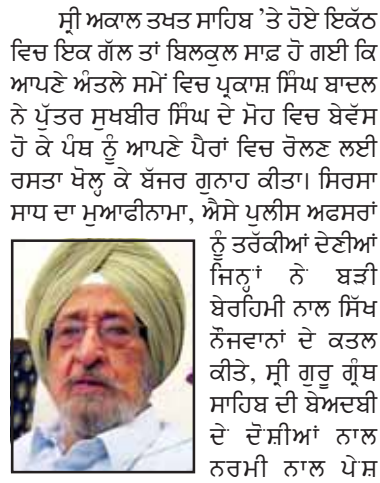 ਸ੍ਰੀ ਅਕਾਲ ਤਖਤ ਸਾਹਿਬ ’ਤੇ ਹੋਏ ਇਕੱਠ
ਵਿਚ ਇਕ ਗੱਲ ਤਾਂ ਬਿਲਕੁਲ ਸਾਫ਼ ਹੋ ਗਈ ਕਿ
ਆਪਣੇ ਅੰਤਲੇ ਸਮੇਂ ਵਿਚ ਪ੍ਰਕਾਸ਼ ਸਿੰਘ ਬਾਦਲ
ਨੇ ਪੁੱਤਰ ਸੁਖਬੀਰ ਸਿੰਘ ਦੇ ਮੋਹ ਵਿਚ ਬੇਵੱਸ
ਹੋ ਕੇ ਪੰਥ ਨੂੰ ਆਪਣੇ ਪੈਰਾਂ ਵਿਚ ਰੋਲਣ ਲਈ
ਰਸਤਾ ਖੋਲ੍ਹ ਕੇ ਬੱਜਰ ਗੁਨਾਹ ਕੀਤਾ। ਸਿਰਸਾ
ਸਾਧ ਦਾ ਮੁਆਫੀਨਾਮਾ, ਐਸੇ ਪੁਲੀਸ ਅਫਸਰਾਂ
ਨੂੰ ਤਰੱਕੀਆਂ ਦੇਣੀਆਂ
ਜਿਨ੍ਹਾਂ ਨੇ ਬੜੀ
ਬੇਰਹਿਮੀ ਨਾਲ ਸਿੱਖ
ਨੌਜਵਾਨਾਂ ਦੇ ਕਤਲ
ਕੀਤੇ, ਸ੍ਰੀ ਗੁਰੂ ਗ੍ਰੰਥ
ਸਾਹਿਬ ਦੀ ਬੇਅਦਬੀ
ਦੇ ਦੋਸ਼ੀਆਂ ਨਾਲ
ਨਰਮੀ ਨਾਲ ਪੇਸ਼